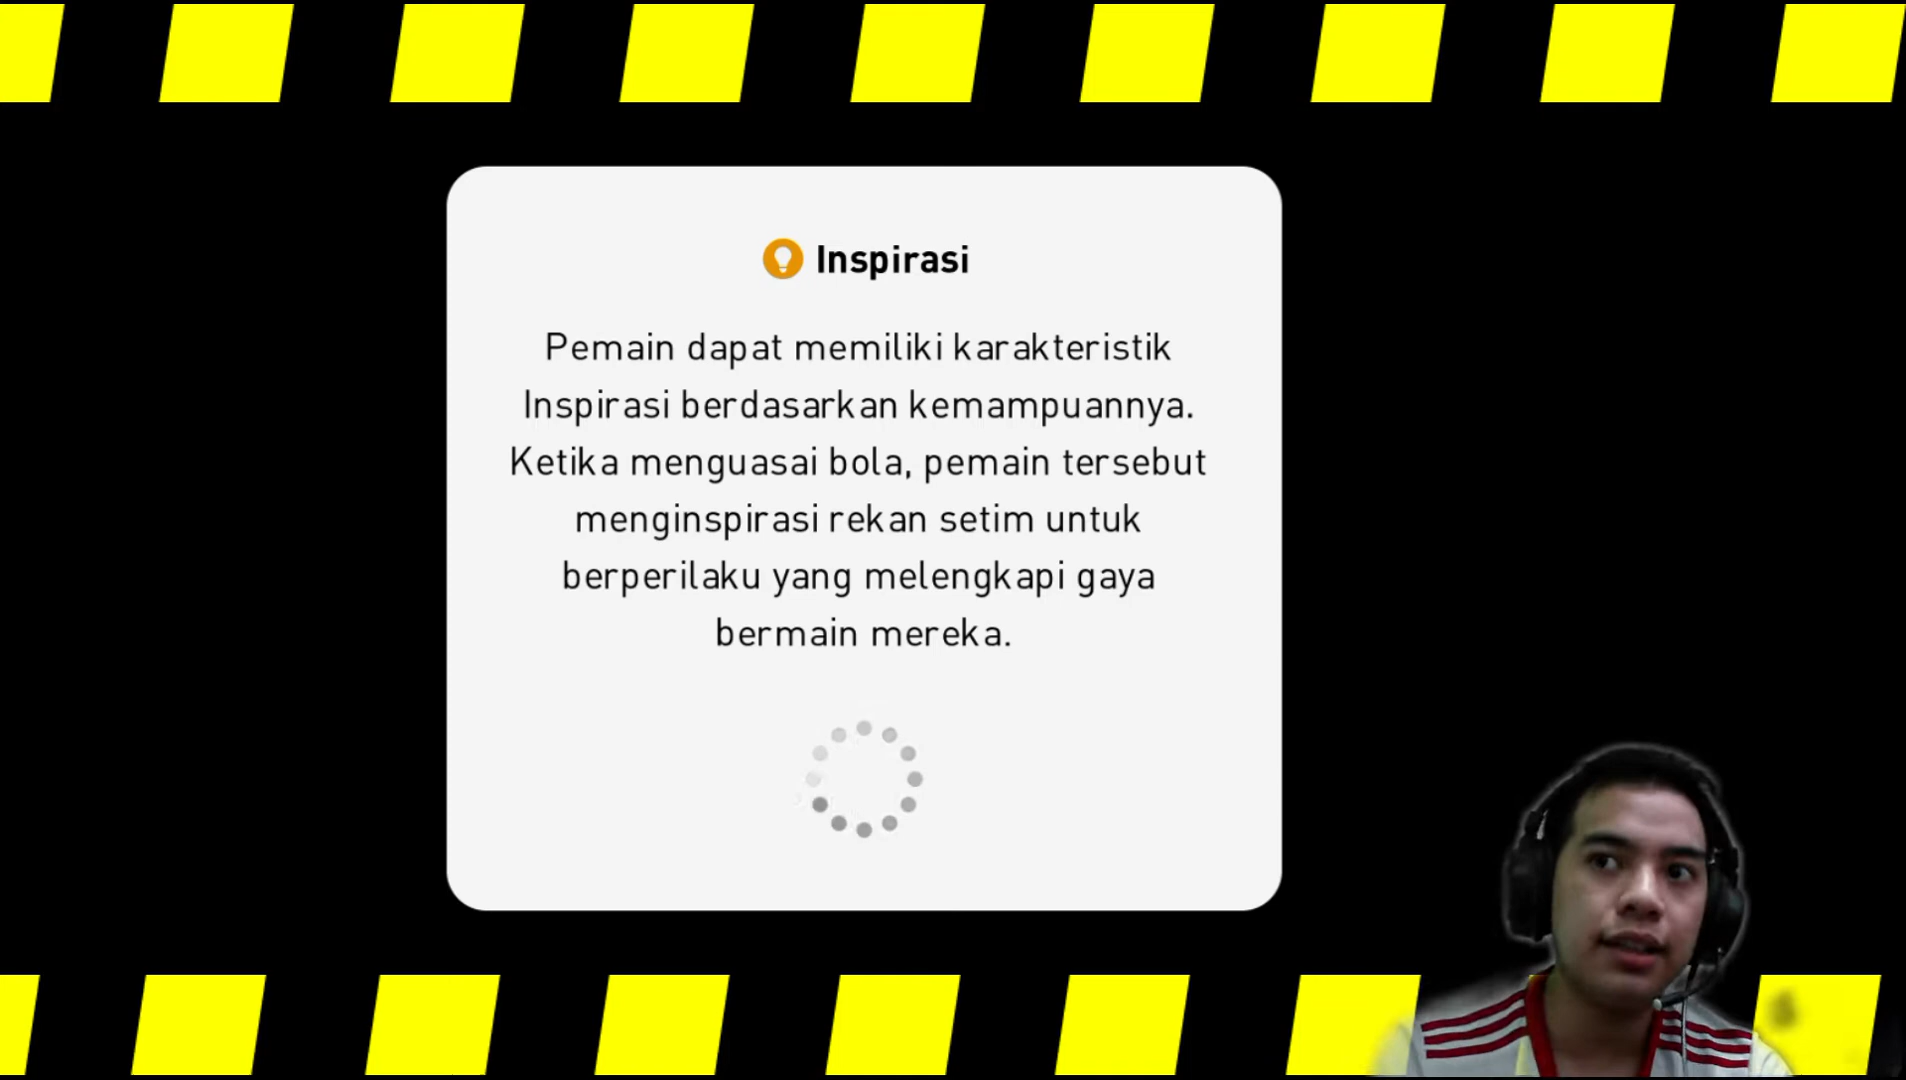 Inspirasi
Pemain dapat memiliki karakteristik
Inspirasi berdasarkan kemampuannya.
Ketika menguasai bola, pemain tersebut
menginspirasi rekan setim untuk
berperilaku yang melengkapi gaya
bermain mereka.